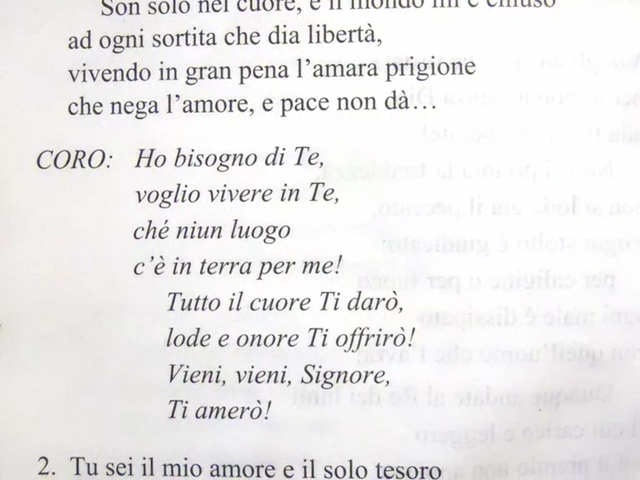 Son solo nel cuore, e il mondo mi è chiuso
ad ogni sortita che dia libertà,
vivendo in gran pena l'amara prigione
che nega l'amore, e pace non dà…
CORO: Ho bisogno di Te,
voglio vivere in Te,
ché niun luogo
c'è in terra per me!
Tutto il cuore Ti darò,
lode e onore Ti offrirò!
Vieni, vieni, Signore,
Ti amerò!
2. Tu sei il mio amore e il solo tesoro